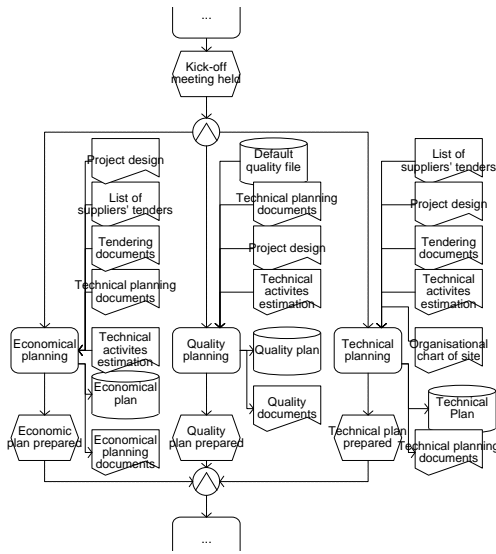 ...
Kick-off
meeting held
Project design
List of
suppliers' tenders
Tendering
documents
Technical planning
documents
Technical
activites
estimation
Default
quality file
Technical planning
documents
Project design
Technical
activites
estimation
List of
suppliers' tenders
Project design
Tendering
documents
Technical
activites
estimation
Organisational
chart of site
Economical
planning
Quality
planning
Technical
planning
Economical
plan
Quality plan
Technical
Plan
Economic
plan prepared
Economical
planning
documents
Quality
plan prepared
Quality
documents
Technical plan
prepared
Technical planning
documents
...